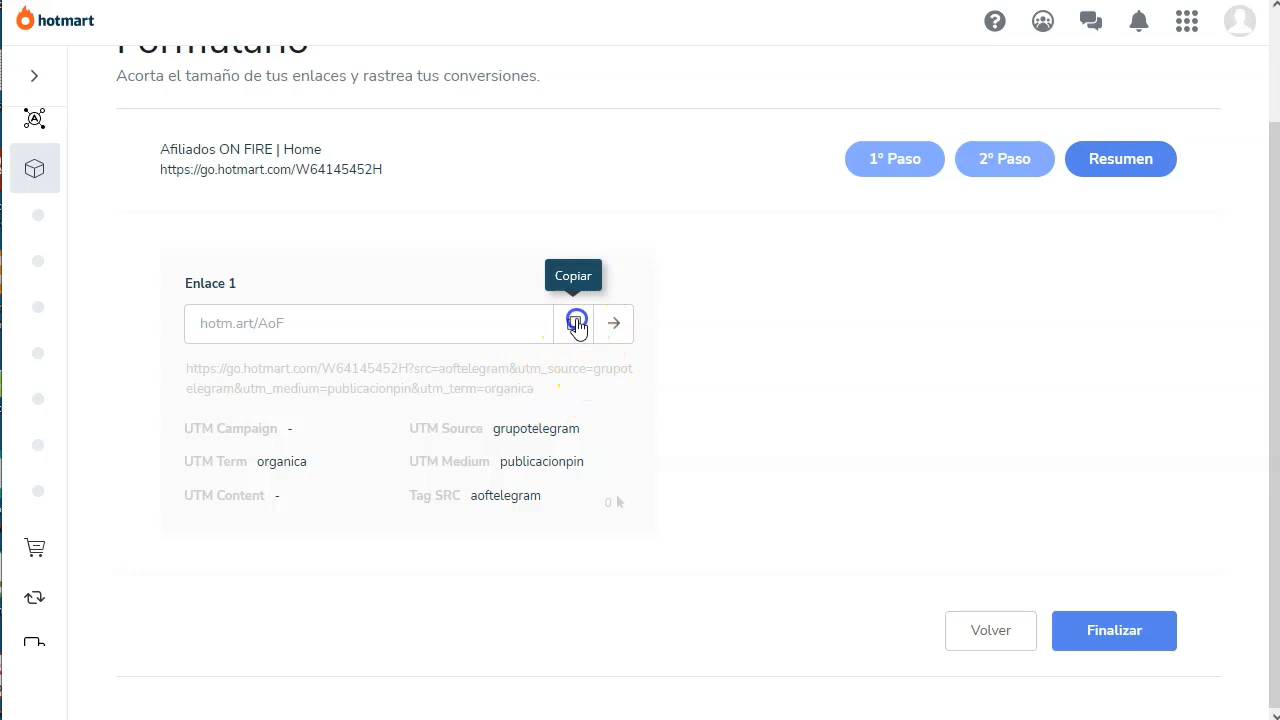 hotmart
Formulario
Acorta el tamaño de tus enlaces y rastrea tus conversiones.
Afiliados ON FIRE | Home
https://go.hotmart.com/W64145452H
1º Paso
2º Paso
Resumen
Copiar
Enlace 1
hotm.art/AoF
https://go.hotmart.com/W64145452H?src=aoftelegram&utm_source=grupot
elegram&utm_medium=publicacionpin&utm_term=organica
UTM Campaign -
UTM Source grupotelegram
UTM Term organica
UTM Medium publicacionpin
UTM Content -
Tag SRC aoftelegram
0
Volver
Finalizar